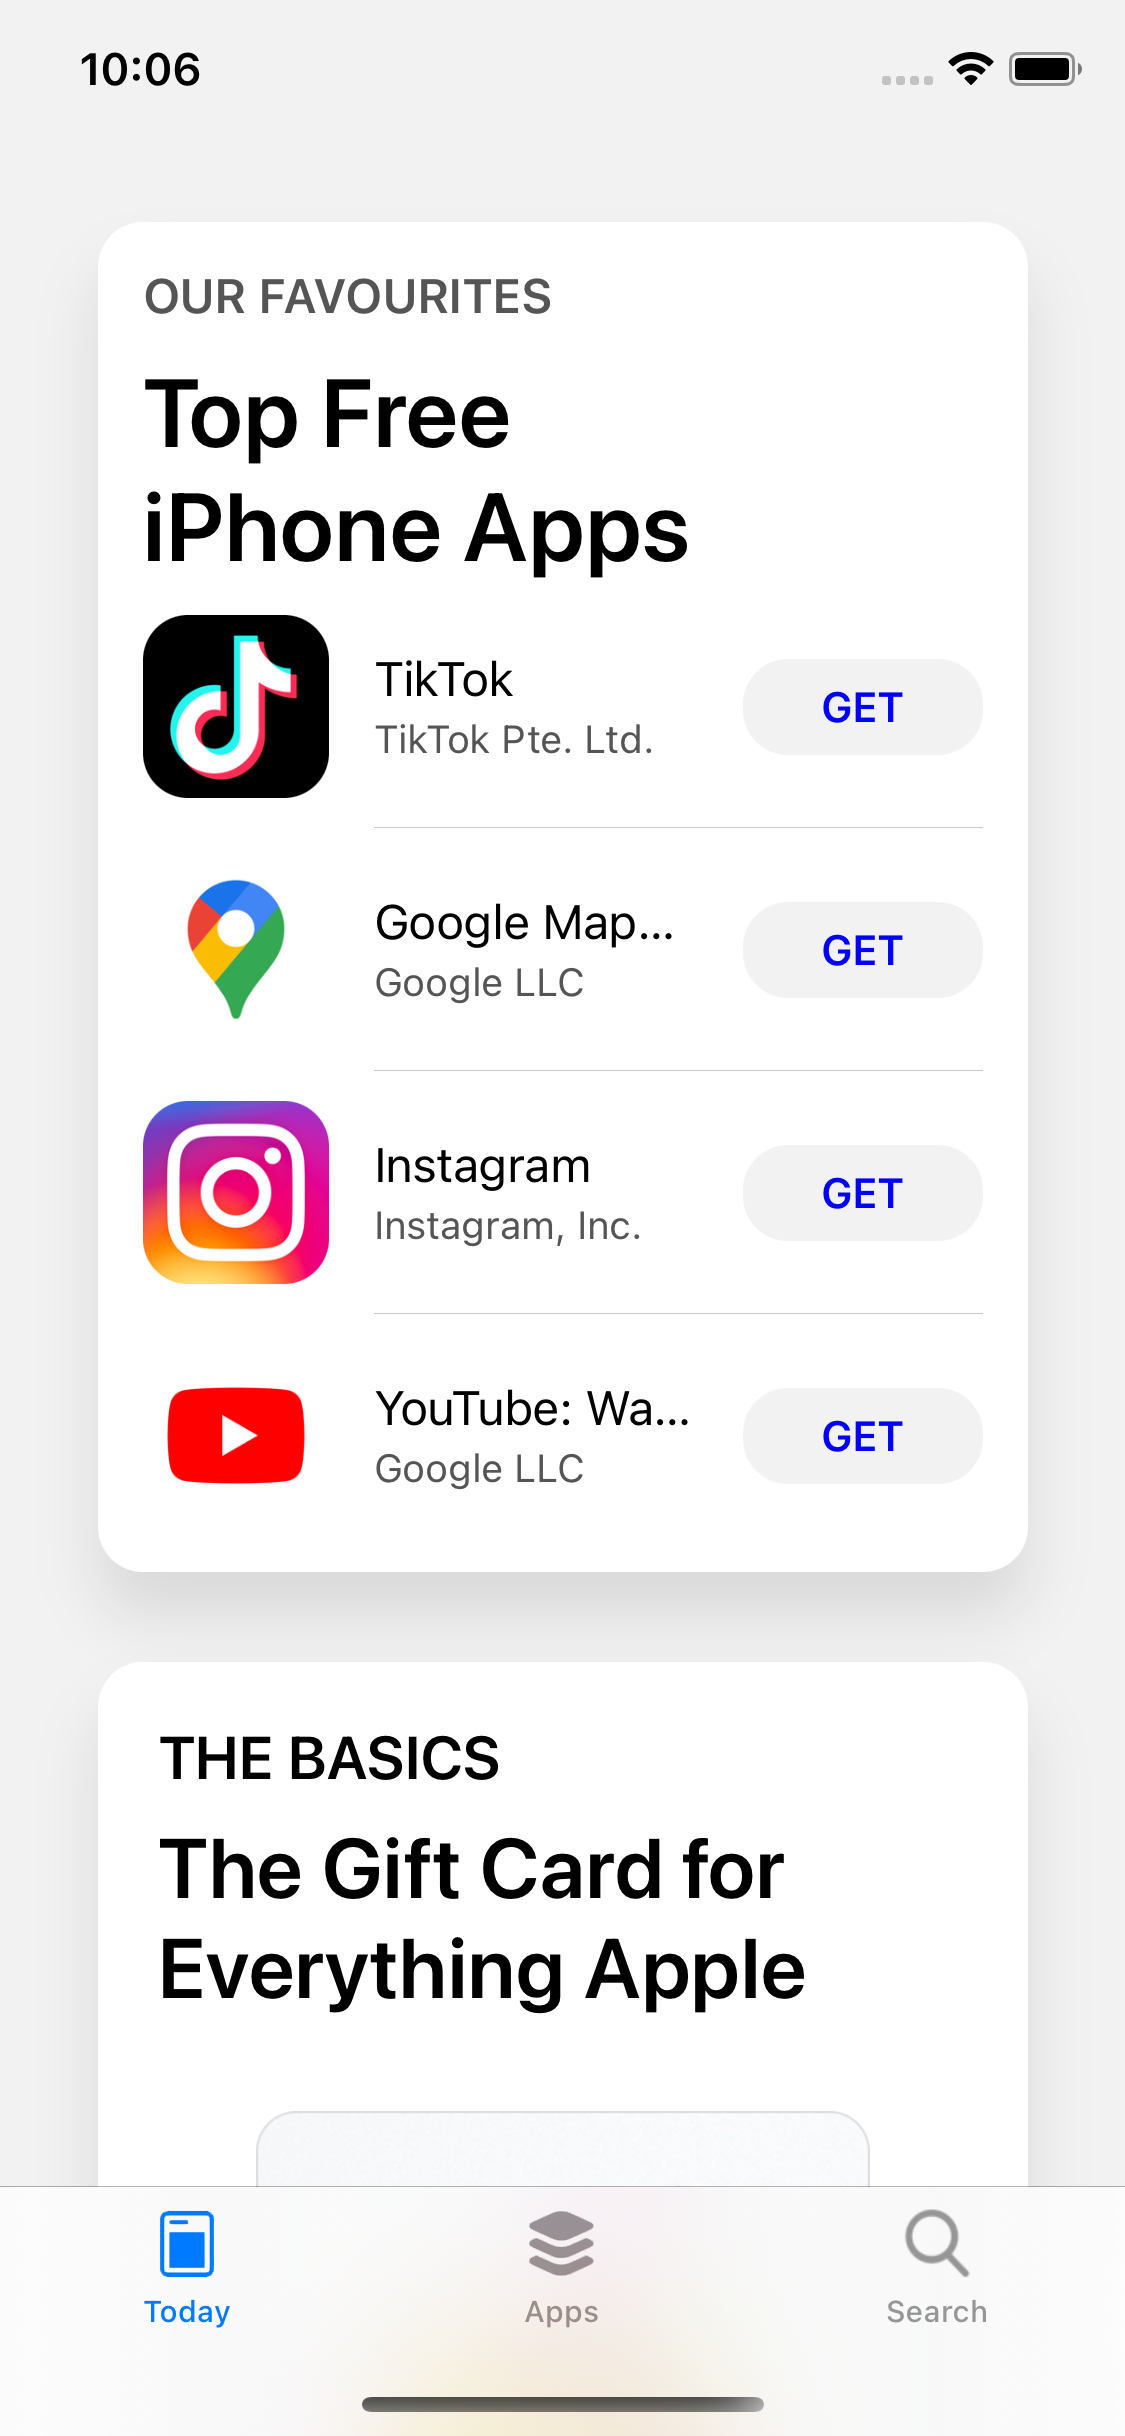 10:06
OUR FAVOURITES
Top Free
iPhone Apps
TikTok
TikTok Pte. Ltd.
GET
Google Map...
Google LLC
GET
Instagram
Instagram, Inc.
GET
YouTube: Wa...
Google LLC
GET
THE BASICS
The Gift Card for
Everything Apple
Today
Apps
Search